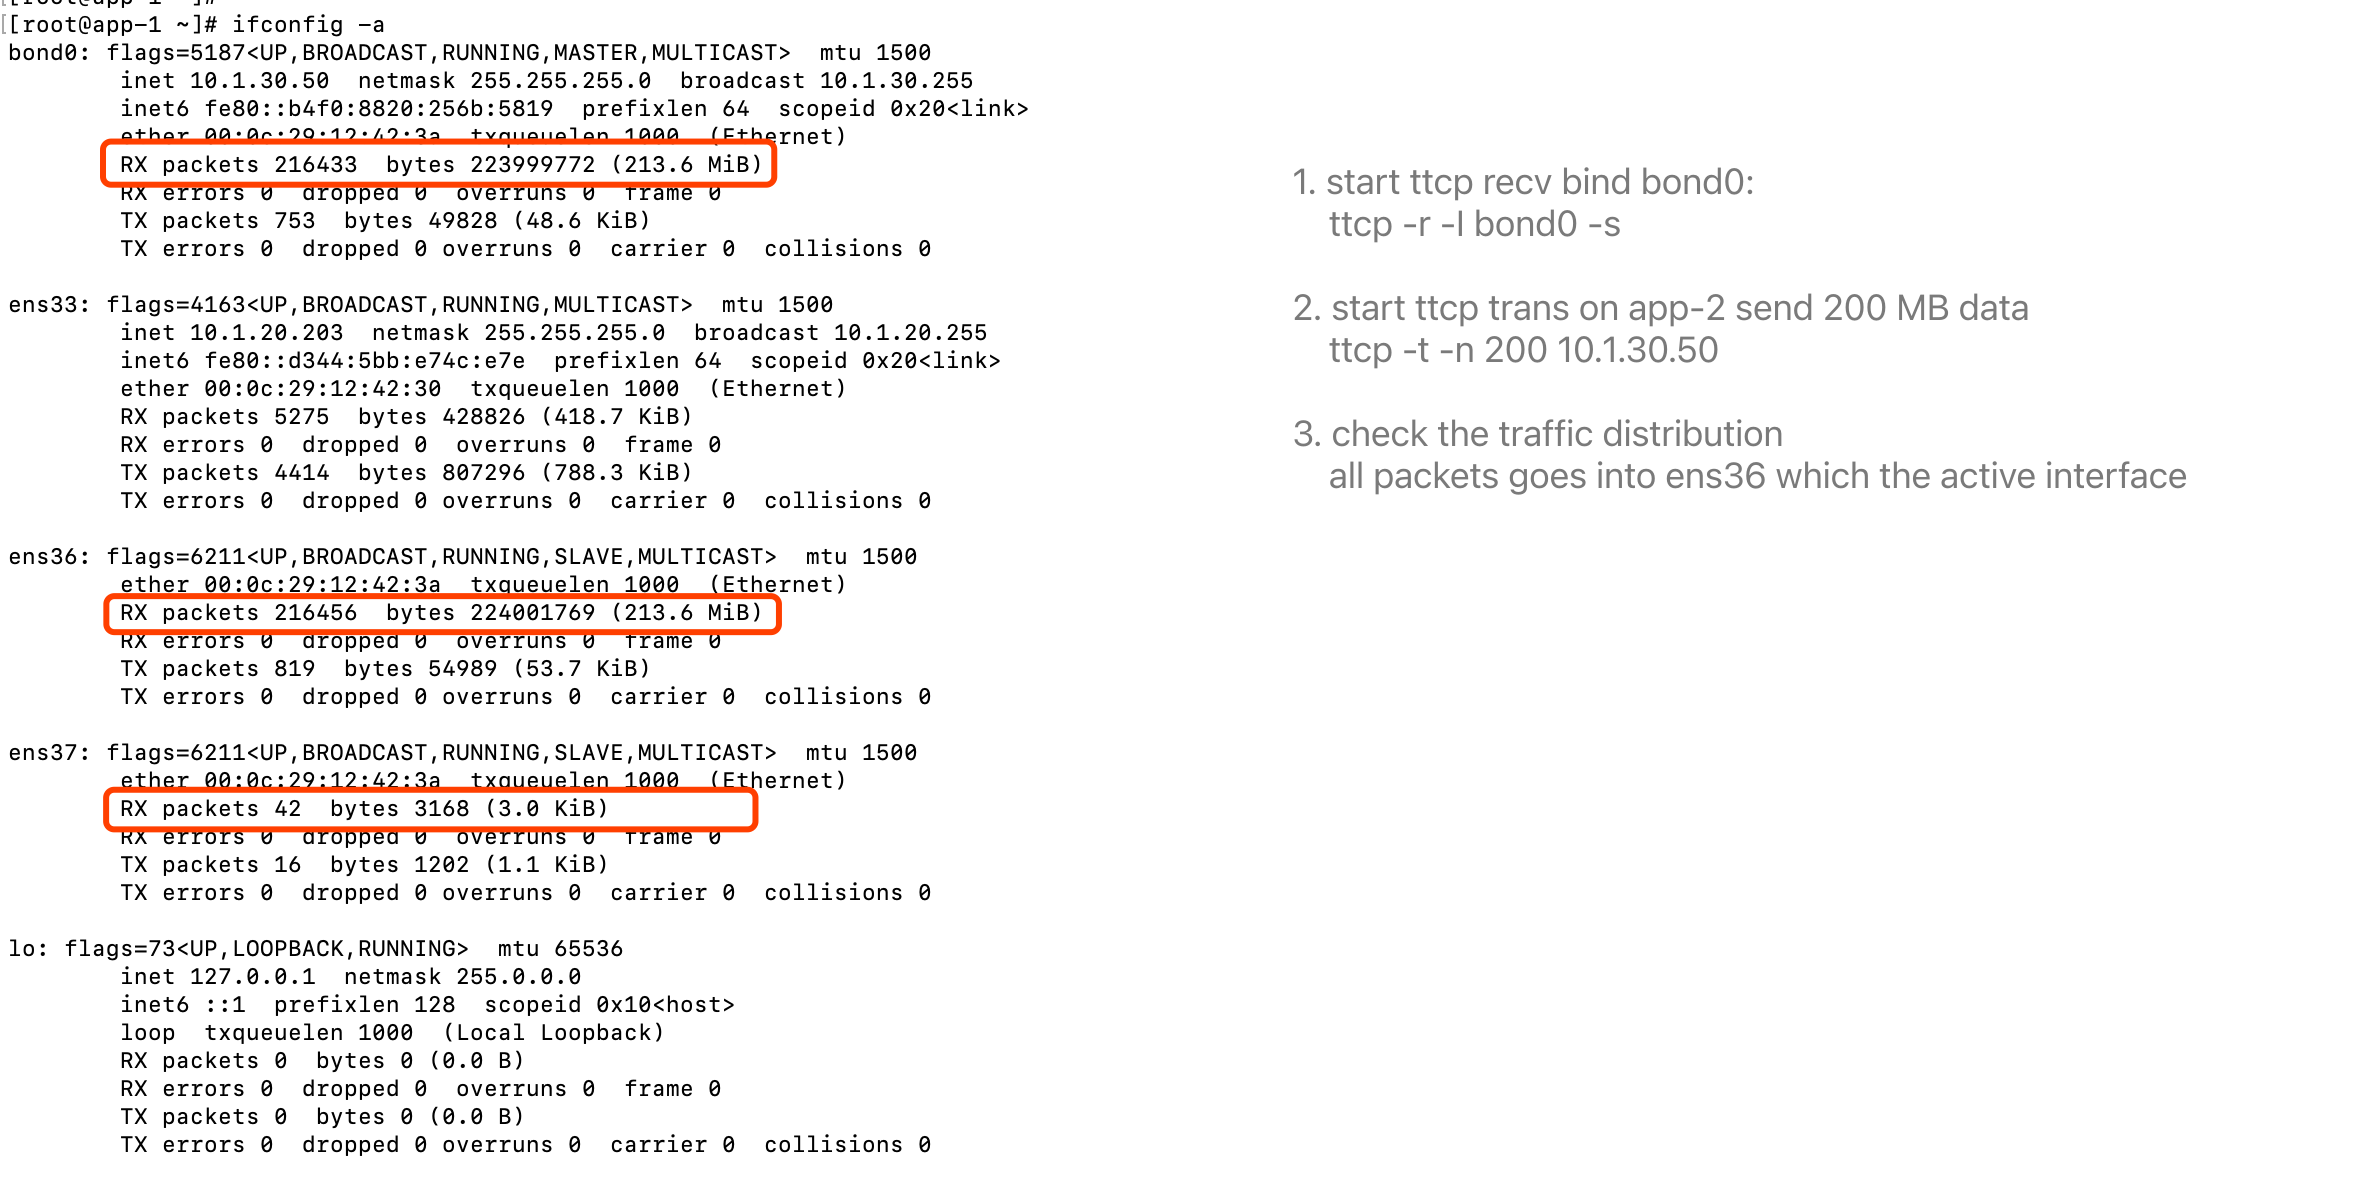 [[root@app-1 ~]#
[[root@app-1 ~]# ifconfig -a
bond0: flags=5187<UP,BROADCAST,RUNNING,MASTER,MULTICAST>  mtu 1500
        inet 10.1.30.50  netmask 255.255.255.0  broadcast 10.1.30.255
        inet6 fe80::b4f0:8820:256b:5819  prefixlen 64  scopeid 0x20<link>
        ether 00:0c:29:12:42:3a  txqueuelen 1000  (Ethernet)
        RX packets 216433  bytes 223999772 (213.6 MiB)
        RX errors 0  dropped 0  overruns 0  frame 0
        TX packets 753  bytes 49828 (48.6 KiB)
        TX errors 0  dropped 0 overruns 0  carrier 0  collisions 0

ens33: flags=4163<UP,BROADCAST,RUNNING,MULTICAST>  mtu 1500
        inet 10.1.20.203  netmask 255.255.255.0  broadcast 10.1.20.255
        inet6 fe80::d344:5bb:e74c:e7e  prefixlen 64  scopeid 0x20<link>
        ether 00:0c:29:12:42:30  txqueuelen 1000  (Ethernet)
        RX packets 5275  bytes 428826 (418.7 KiB)
        RX errors 0  dropped 0  overruns 0  frame 0
        TX packets 4414  bytes 807296 (788.3 KiB)
        TX errors 0  dropped 0 overruns 0  carrier 0  collisions 0

ens36: flags=6211<UP,BROADCAST,RUNNING,SLAVE,MULTICAST>  mtu 1500
        ether 00:0c:29:12:42:3a  txqueuelen 1000  (Ethernet)
        RX packets 216456  bytes 224001769 (213.6 MiB)
        RX errors 0  dropped 0  overruns 0  frame 0
        TX packets 819  bytes 54989 (53.7 KiB)
        TX errors 0  dropped 0 overruns 0  carrier 0  collisions 0

ens37: flags=6211<UP,BROADCAST,RUNNING,SLAVE,MULTICAST>  mtu 1500
        ether 00:0c:29:12:42:3a  txqueuelen 1000  (Ethernet)
        RX packets 42  bytes 3168 (3.0 KiB)
        RX errors 0  dropped 0  overruns 0  frame 0
        TX packets 16  bytes 1202 (1.1 KiB)
        TX errors 0  dropped 0 overruns 0  carrier 0  collisions 0

lo: flags=73<UP,LOOPBACK,RUNNING>  mtu 65536
        inet 127.0.0.1  netmask 255.0.0.0
        inet6 ::1  prefixlen 128  scopeid 0x10<host>
        loop  txqueuelen 1000  (Local Loopback)
        RX packets 0  bytes 0 (0.0 B)
        RX errors 0  dropped 0  overruns 0  frame 0
        TX packets 0  bytes 0 (0.0 B)
        TX errors 0  dropped 0 overruns 0  carrier 0  collisions 0

1. start ttcp recv bind bond0:
ttcp -r -I bond0 -s

2. start ttcp trans on app-2 send 200 MB data
ttcp -t -n 200 10.1.30.50

3. check the traffic distribution
all packets goes into ens36 which the active interface